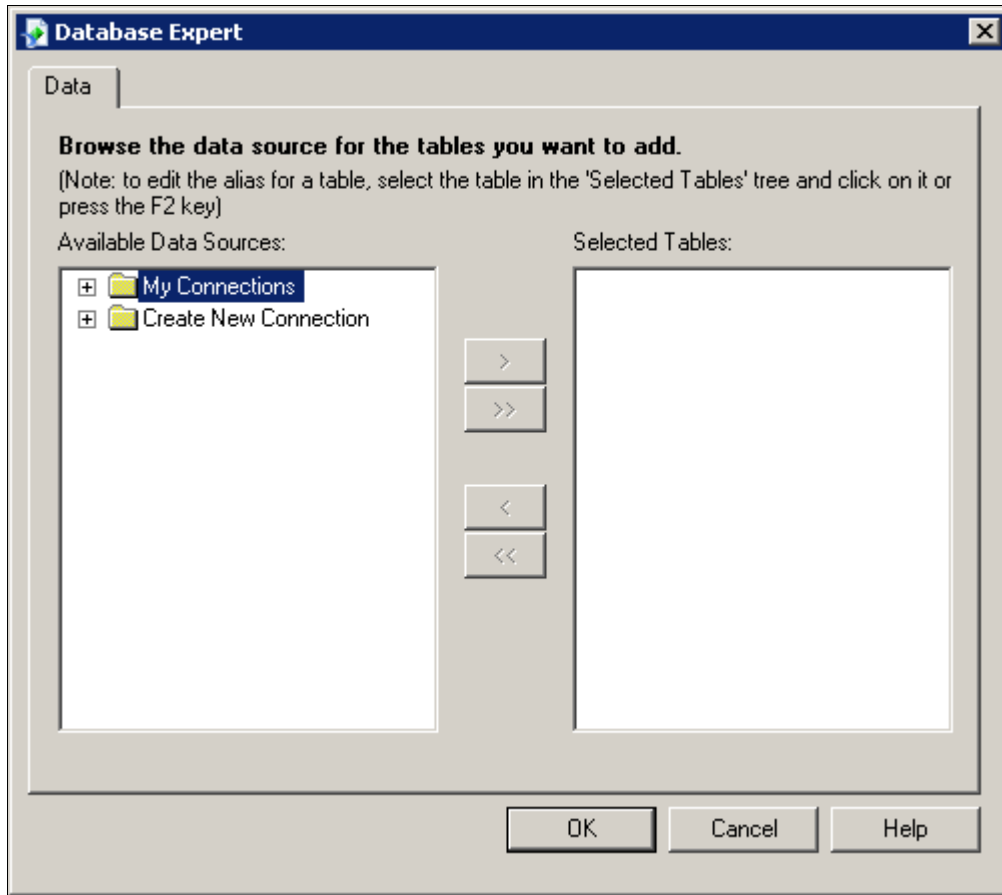 Database Expert
Data
Browse the data source for the tables you want to add.
(Note: to edit the alias for a table, select the table in the 'Selected Tables' tree and click on it or
press the F2 key)
Available Data Sources:
Selected Tables:
My Connections
Create New Connection
>
>>
<
<<
OK
Cancel
Help